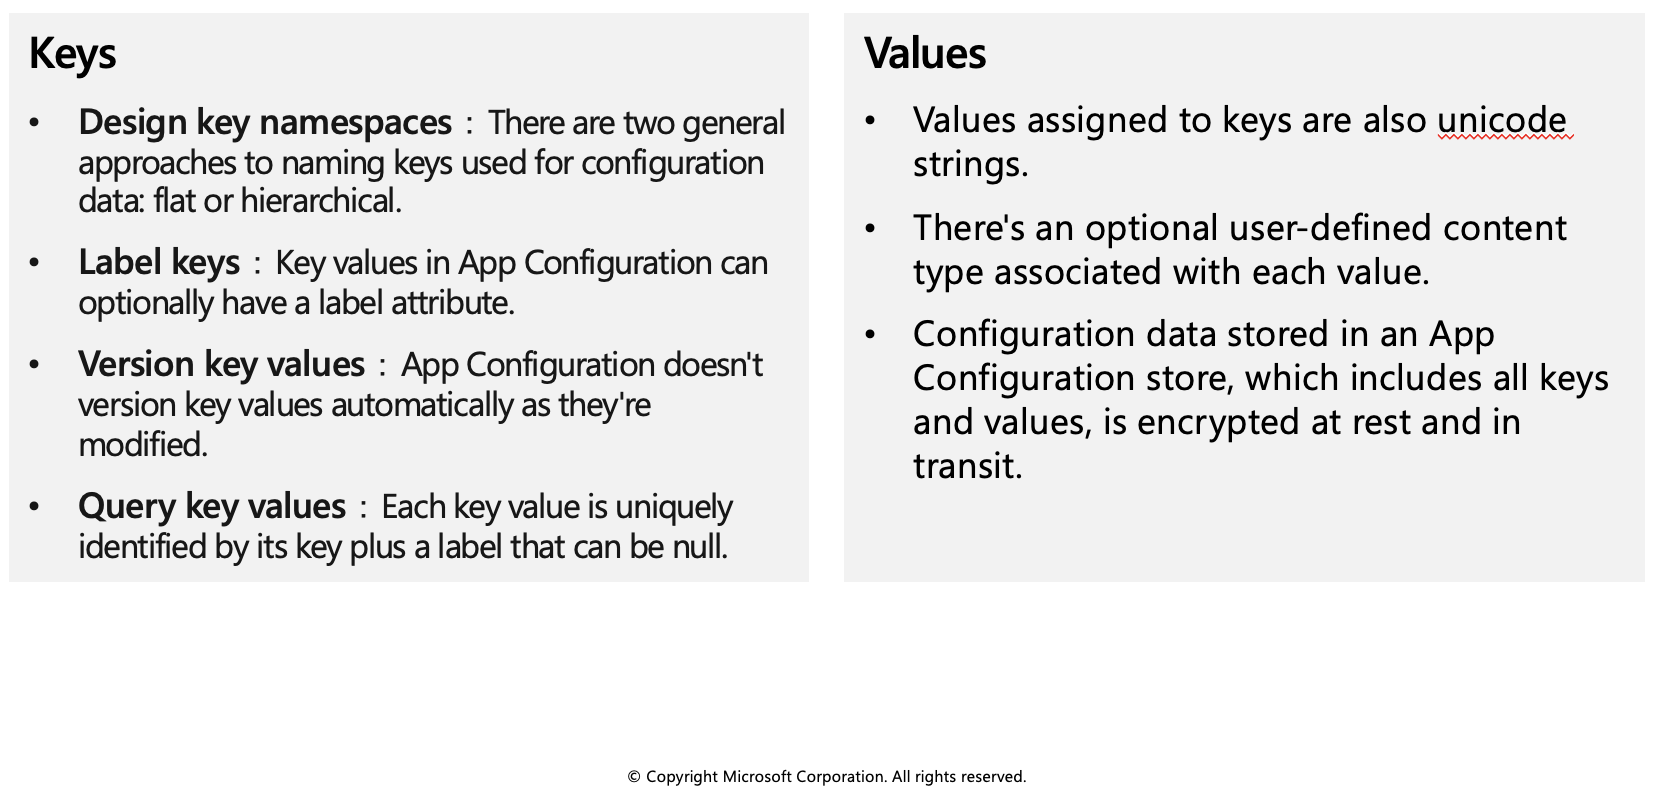 Keys
• Design key namespaces : There are two general
approaches to naming keys used for configuration
data: flat or hierarchical.
• Label keys : Key values in App Configuration can
optionally have a label attribute.
• Version key values : App Configuration doesn't
version key values automatically as they're
modified.
• Query key values : Each key value is uniquely
identified by its key plus a label that can be null.
Values
• Values assigned to keys are also unicode
strings.
• There's an optional user-defined content
type associated with each value.
• Configuration data stored in an App
Configuration store, which includes all keys
and values, is encrypted at rest and in
transit.
© Copyright Microsoft Corporation. All rights reserved.